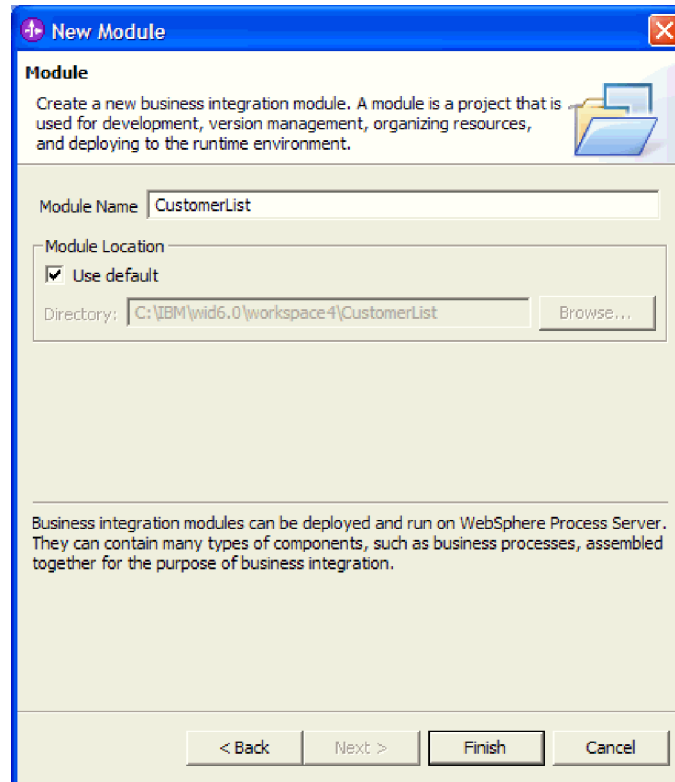 New Module
Module
Create a new business integration module. A module is a project that is
used for development, version management, organizing resources,
and deploying to the runtime environment.
Module Name CustomerList
Module Location
Use default
Directory: C:\IBM\wid6.0\workspace4\CustomerList Browse...
Business integration modules can be deployed and run on WebSphere Process Server.
They can contain many types of components, such as business processes, assembled
together for the purpose of business integration.
< Back Next > Finish Cancel